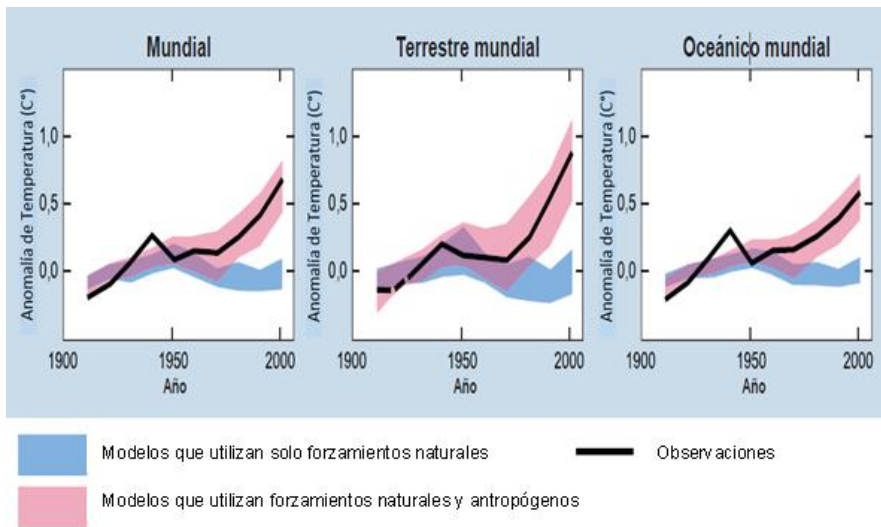 Mundial
Anomalía de Temperatura (C°)
1,0
0,5
0,0
1900 1950 2000
Año
Terrestre mundial
Anomalía de Temperatura (C°)
1,0
0,5
0,0
1900 1950 2000
Año
Oceánico mundial
Anomalía de Temperatura (C°)
1,0
0,5
0,0
1900 1950 2000
Año
Modelos que utilizan solo forzamientos naturales
Observaciones
Modelos que utilizan forzamientos naturales y antropógenos